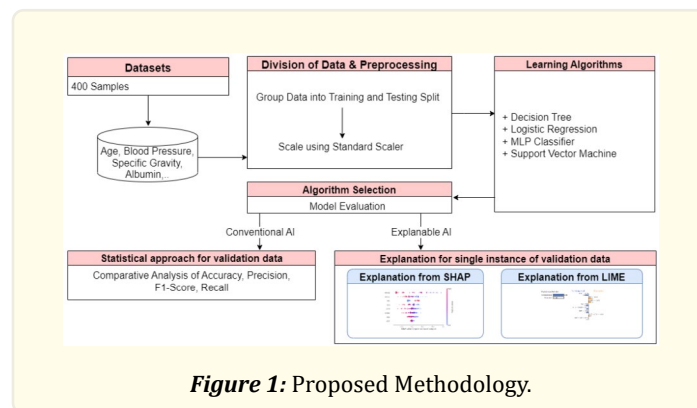 Datasets
400 Samples
Age, Blood Pressure,
Specific Gravity,
Albumin,..
Division of Data & Preprocessing
Group Data into Training and Testing Split
Scale using Standard Scaler
Learning Algorithms
+ Decision Tree
+ Logistic Regression
+ MLP Classifier
+ Support Vector Machine
Algorithm Selection
Model Evaluation
Conventional AI
Explanable AI
Statistical approach for validation data
Comparative Analysis of Accuracy, Precision,
F1-Score, Recall
Explanation for single instance of validation data
Explanation from SHAP
Explanation from LIME
Figure 1: Proposed Methodology.